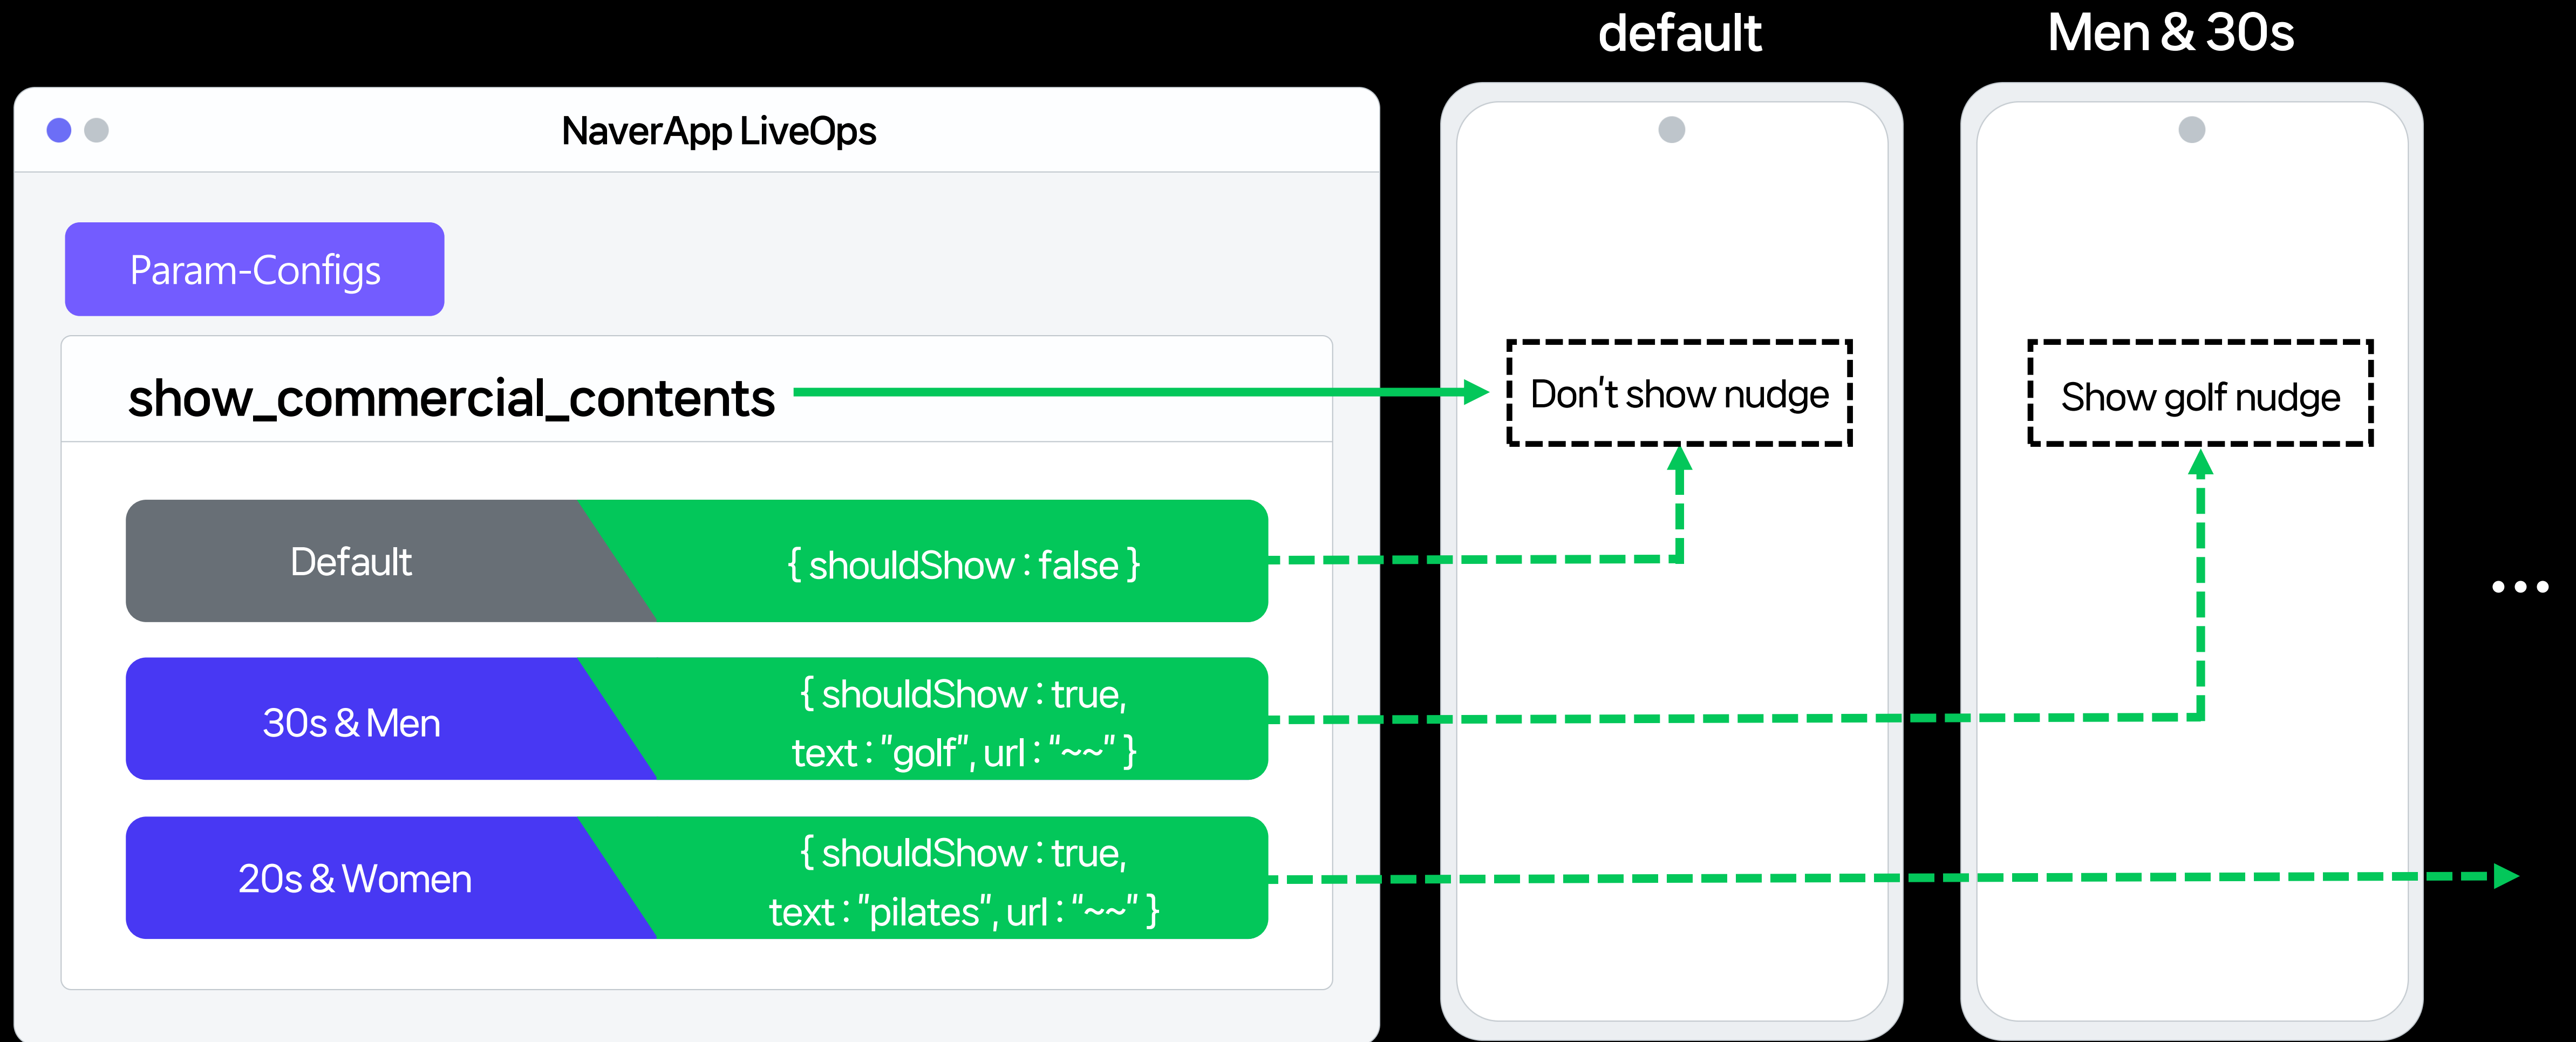 default
Men & 30s
NaverApp LiveOps
Param-Configs
show_commercial_contents
Don't show nudge
Show golf nudge
Default
{ shouldShow : false }
30s & Men
{ shouldShow : true,
text : "golf", url : “~~” }
20s & Women
{ shouldShow : true,
text : "pilates", url : “~~” }
...